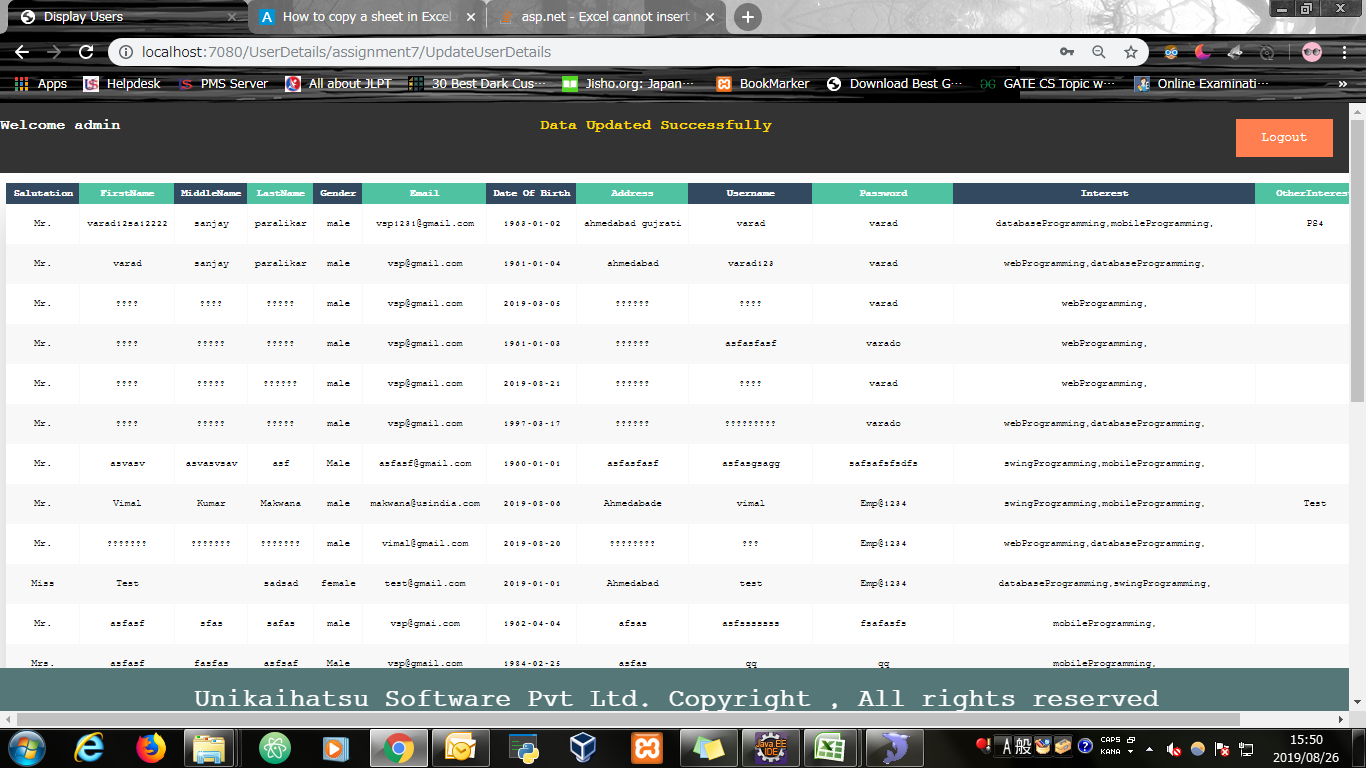 Display Users
How to copy a sheet in Excel
asp.net - Excel cannot insert
localhost:7080/UserDetails/assignment7/UpdateUserDetails
Apps Helpdesk PMS Server All about JLPT 30 Best Dark Cus… Jisho.org: Japan… BookMarker Download Best G… GATE CS Topic w… Online Examinati… »
Welcome admin
Data Updated Successfully
Logout
Salutation FirstName MiddleName LastName Gender Email Date Of Birth Address Username Password Interest OtherInteres
Mr. varad12sa12222 sanjay paralikar male vsp1231@gmail.com 1963-01-02 ahmedabad gujrati varad varad databaseProgramming,mobileProgramming, PS4
Mr. varad sanjay paralikar male vsp@gmail.com 1961-01-04 ahmedabad varad123 varad webProgramming,databaseProgramming,
Mr. ???? ???? ????? male vsp@gmail.com 2019-03-05 ?????? ???? varad webProgramming,
Mr. ???? ????? ????? male vsp@gmail.com 1961-01-03 ?????? asfasfasf varado webProgramming,
Mr. ???? ????? ?????? male vsp@gmail.com 2019-08-21 ?????? ???? varad webProgramming,
Mr. ???? ????? ????? male vsp@gmail.com 1997-03-17 ?????? ????????? varado webProgramming,databaseProgramming,
Mr. asvasv asvasvsav asf Male asfasf@gmail.com 1960-01-01 asfasfasf asfasgsagg safsafsfsdfs swingProgramming,mobileProgramming,
Mr. Vimal Kumar Makwana male makwana@usindia.com 2019-08-06 Ahmedabade vimal Emp@1234 swingProgramming,mobileProgramming, Test
Mr. ??????? ??????? ??????? male vimal@gmail.com 2019-08-20 ???????? ??? Emp@1234 webProgramming,databaseProgramming,
Miss Test sadsad female test@gmail.com 2019-01-01 Ahmedabad test Emp@1234 databaseProgramming,swingProgramming,
Mr. asfasf sfas safas male vsp@gmai.com 1962-04-04 afsas asfsssssss fsafasfs mobileProgramming,
Mrs. asfasf fasfas asfsaf Male vsp@gmail.com 1984-02-25 asfas qq qq mobileProgramming,
Unikaihatsu Software Pvt Ltd. Copyright , All rights reserved
A 般 CAPS KANA
15:50
2019/08/26